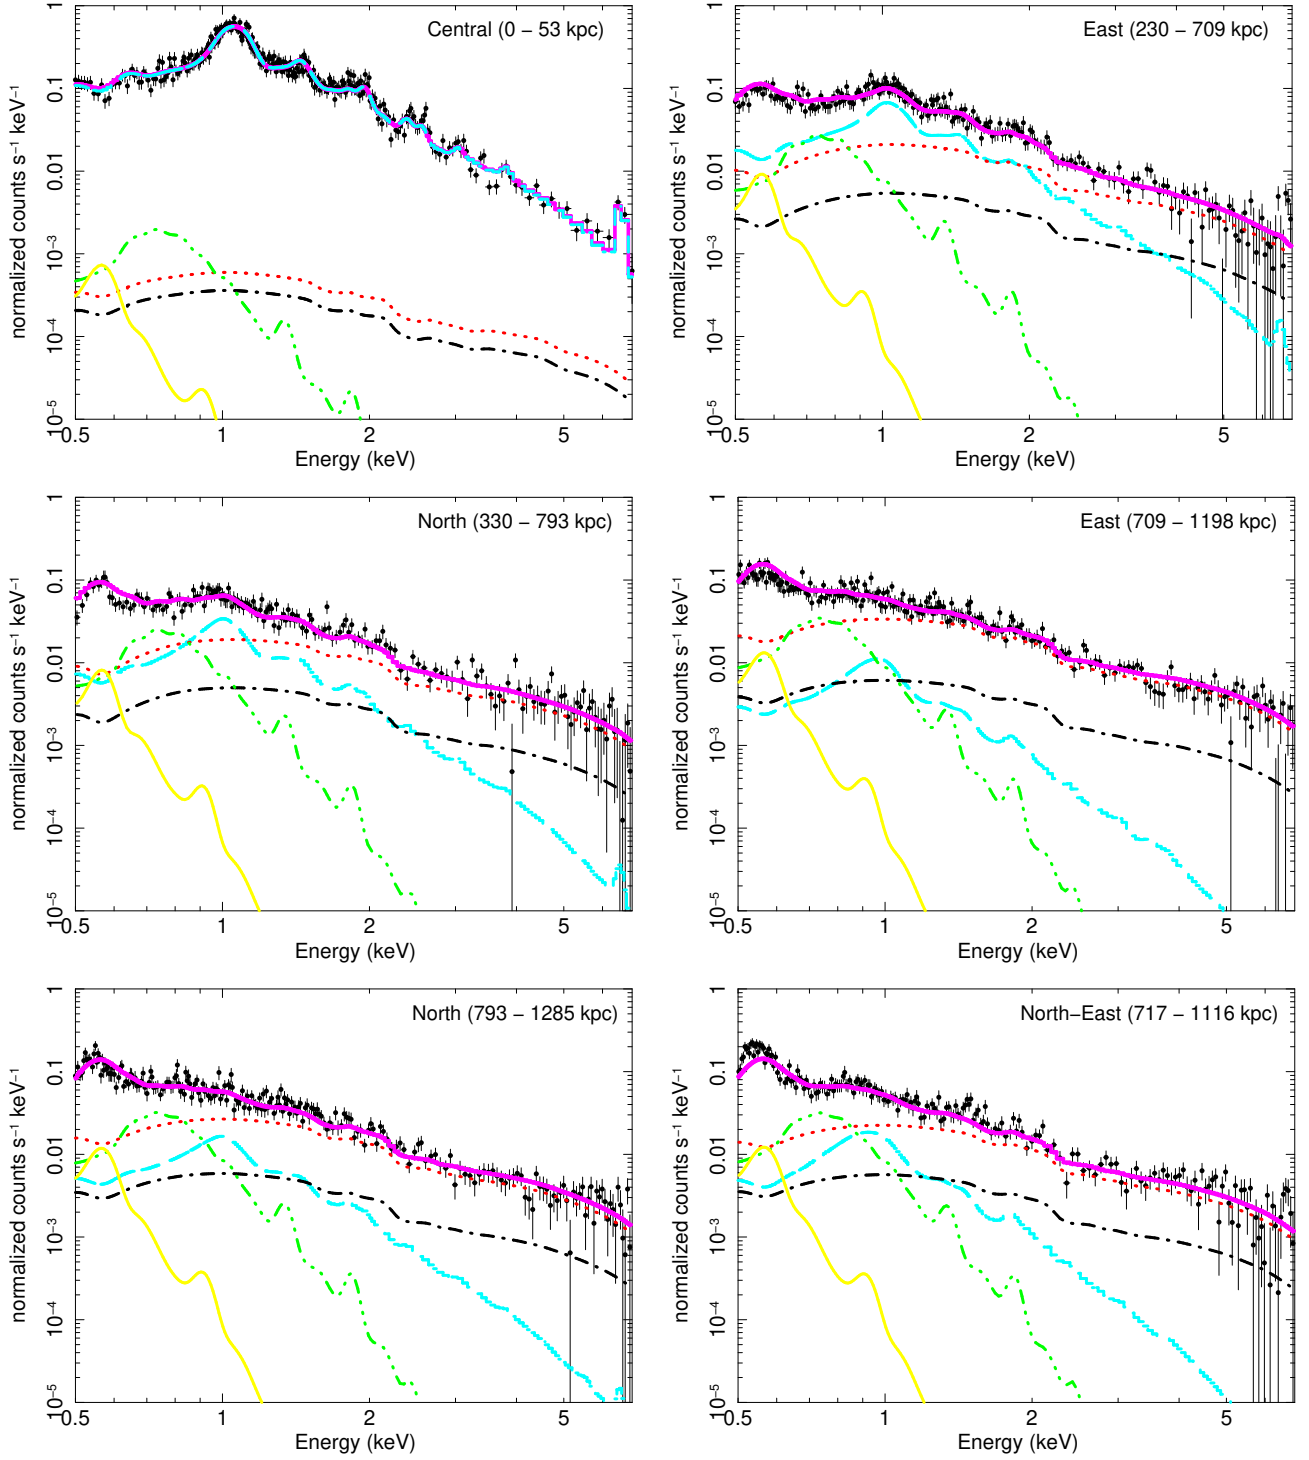 Central (0 − 53 kpc)
normalized counts s⁻¹ keV⁻¹
1
0.1
0.01
10⁻³
10⁻⁴
10⁻⁵
0.5 1 2 5
Energy (keV)
East (230 − 709 kpc)
normalized counts s⁻¹ keV⁻¹
1
0.1
0.01
10⁻³
10⁻⁴
10⁻⁵
0.5 1 2 5
Energy (keV)
North (330 − 793 kpc)
normalized counts s⁻¹ keV⁻¹
1
0.1
0.01
10⁻³
10⁻⁴
10⁻⁵
0.5 1 2 5
Energy (keV)
East (709 − 1198 kpc)
normalized counts s⁻¹ keV⁻¹
1
0.1
0.01
10⁻³
10⁻⁴
10⁻⁵
0.5 1 2 5
Energy (keV)
North (793 − 1285 kpc)
normalized counts s⁻¹ keV⁻¹
1
0.1
0.01
10⁻³
10⁻⁴
10⁻⁵
0.5 1 2 5
Energy (keV)
North−East (717 − 1116 kpc)
normalized counts s⁻¹ keV⁻¹
1
0.1
0.01
10⁻³
10⁻⁴
10⁻⁵
0.5 1 2 5
Energy (keV)